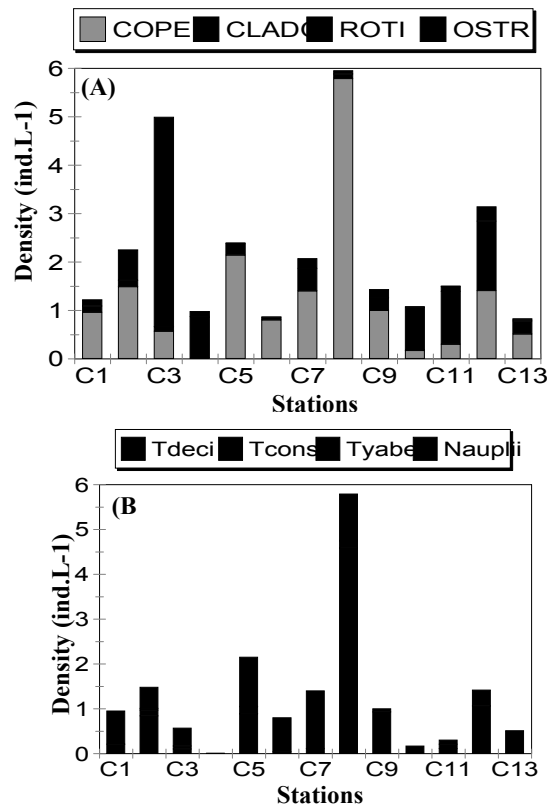 COPE CLADO ROTI OSTR
(A)
6
5
4
3
2
1
0
Density (ind.L-1)
C1 C3 C5 C7 C9 C11 C13
Stations
Tdeci Tcons Tyabe Nauplii
(B
6
5
4
3
2
1
0
Density (ind.L-1)
C1 C3 C5 C7 C9 C11 C13
Stations